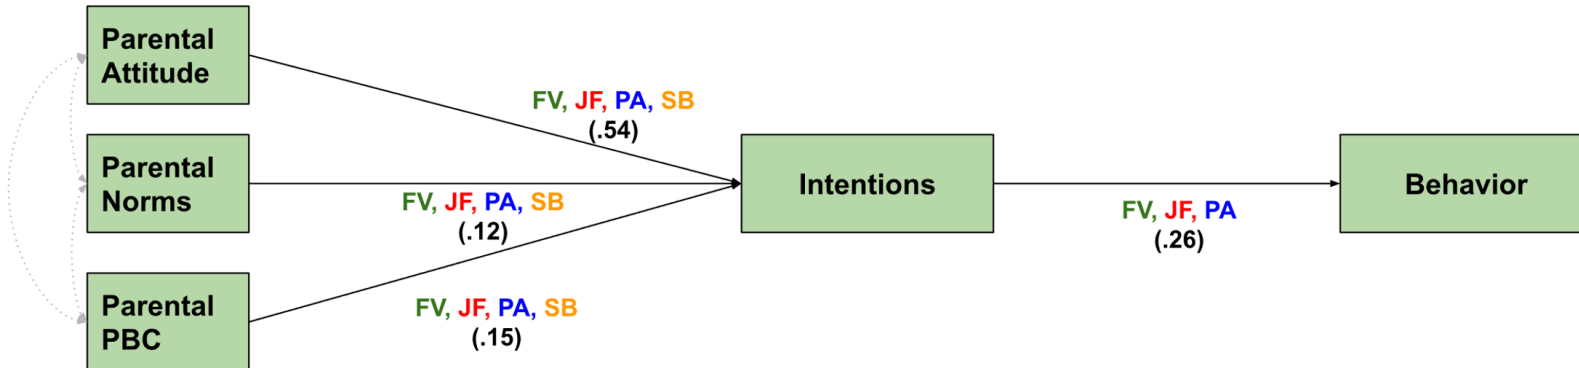 Parental
Attitude
FV, JF, PA, SB
(.54)
Parental
Norms
FV, JF, PA, SB
(.12)
Intentions
FV, JF, PA
(.26)
Behavior
Parental
PBC
FV, JF, PA, SB
(.15)